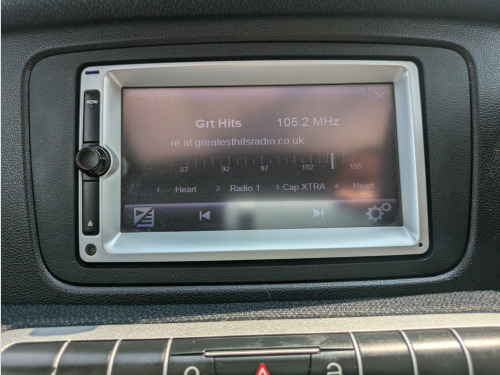 MENU
Grt Hits 105.2 MHz
re at greatesthitsradio co.uk
87 92 97 102 108
1 Heart 2 Radio 1 3 Cap XTRA 4 Heart